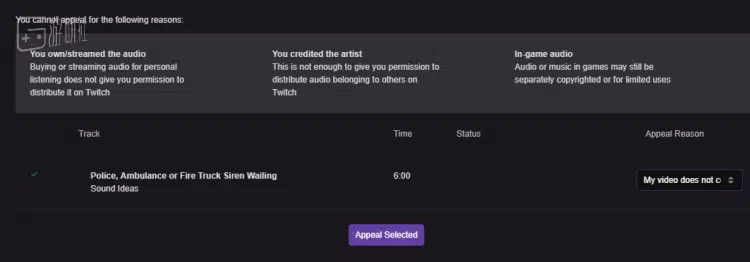 You cannot appeal for the following reasons:
You own/streamed the audio
Buying or streaming audio for personal
listening does not give you permission to
distribute it on Twitch
You credited the artist
This is not enough to give you permission to
distribute audio belonging to others on
Twitch
In-game audio
Audio or music in games may still be
separately copyrighted or for limited uses
Track Time Status Appeal Reason
Police, Ambulance or Fire Truck Siren Wailing 6:00 My video does not c
Sound Ideas
Appeal Selected